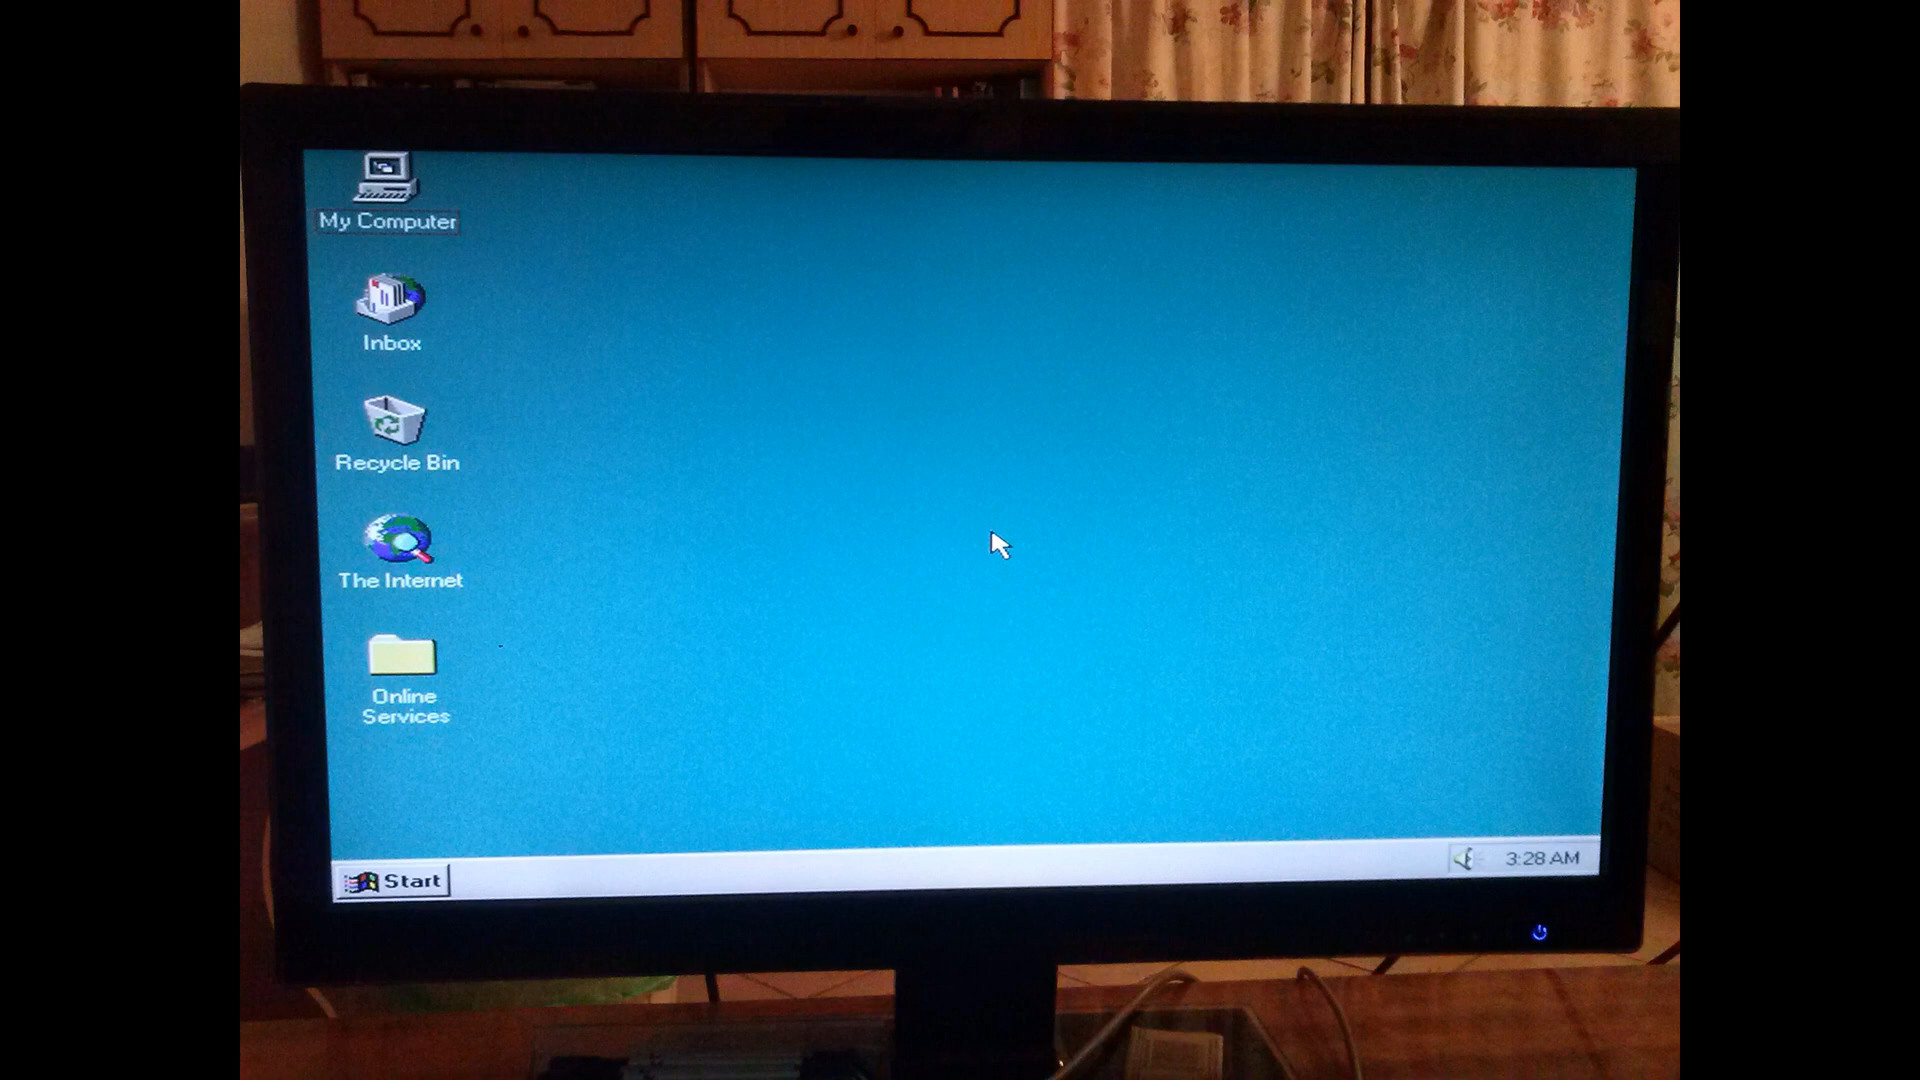 My Computer
Inbox
Recycle Bin
The Internet
Online
Services
Start
3:28 AM